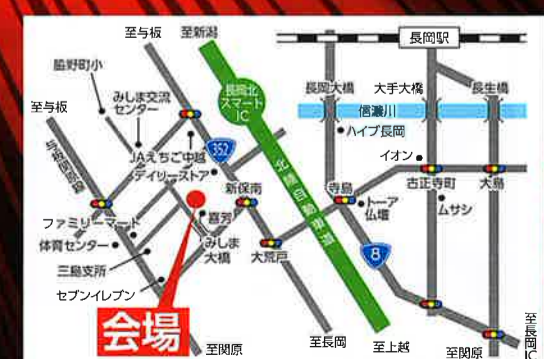 至与板
至新潟
長岡駅
脇野町小
長岡北
スマート
IC
長岡大橋
大手大橋
長生橋
至与板
みしま交流
センター
信濃川
ハイブ長岡
与板関原線
JAえちご中越
デイリーストア
352
イオン
北陸自動車道
新保南
寺島
古正寺町
大島
ファミリーマート
嘉芳
トーア
仏壇
ムサシ
体育センター
みしま
大橋
大荒戸
8
三島支所
セブンイレブン
会場
至関原
至長岡
至上越
至関原
至長岡IC